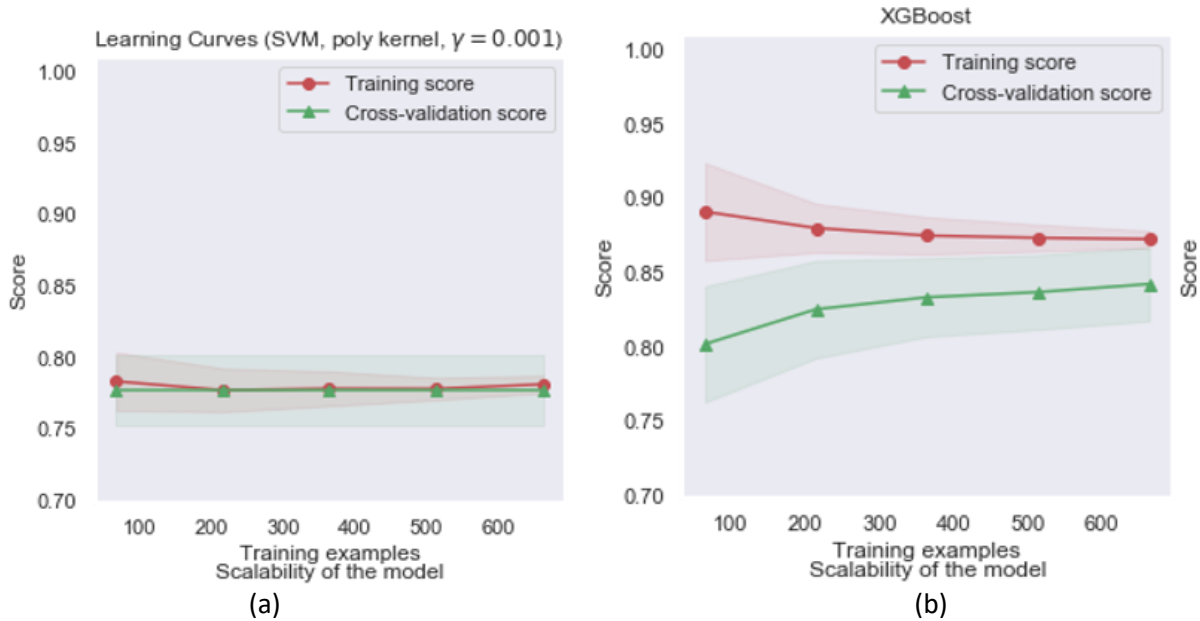 Learning Curves (SVM, poly kernel, γ = 0.001)
1.00
0.95
0.90
0.85
0.80
0.75
0.70
Score
Training score
Cross-validation score
100 200 300 400 500 600
Training examples
Scalability of the model
(a)
XGBoost
1.00
0.95
0.90
0.85
0.80
0.75
0.70
Score
Training score
Cross-validation score
100 200 300 400 500 600
Training examples
Scalability of the model
Score
(b)